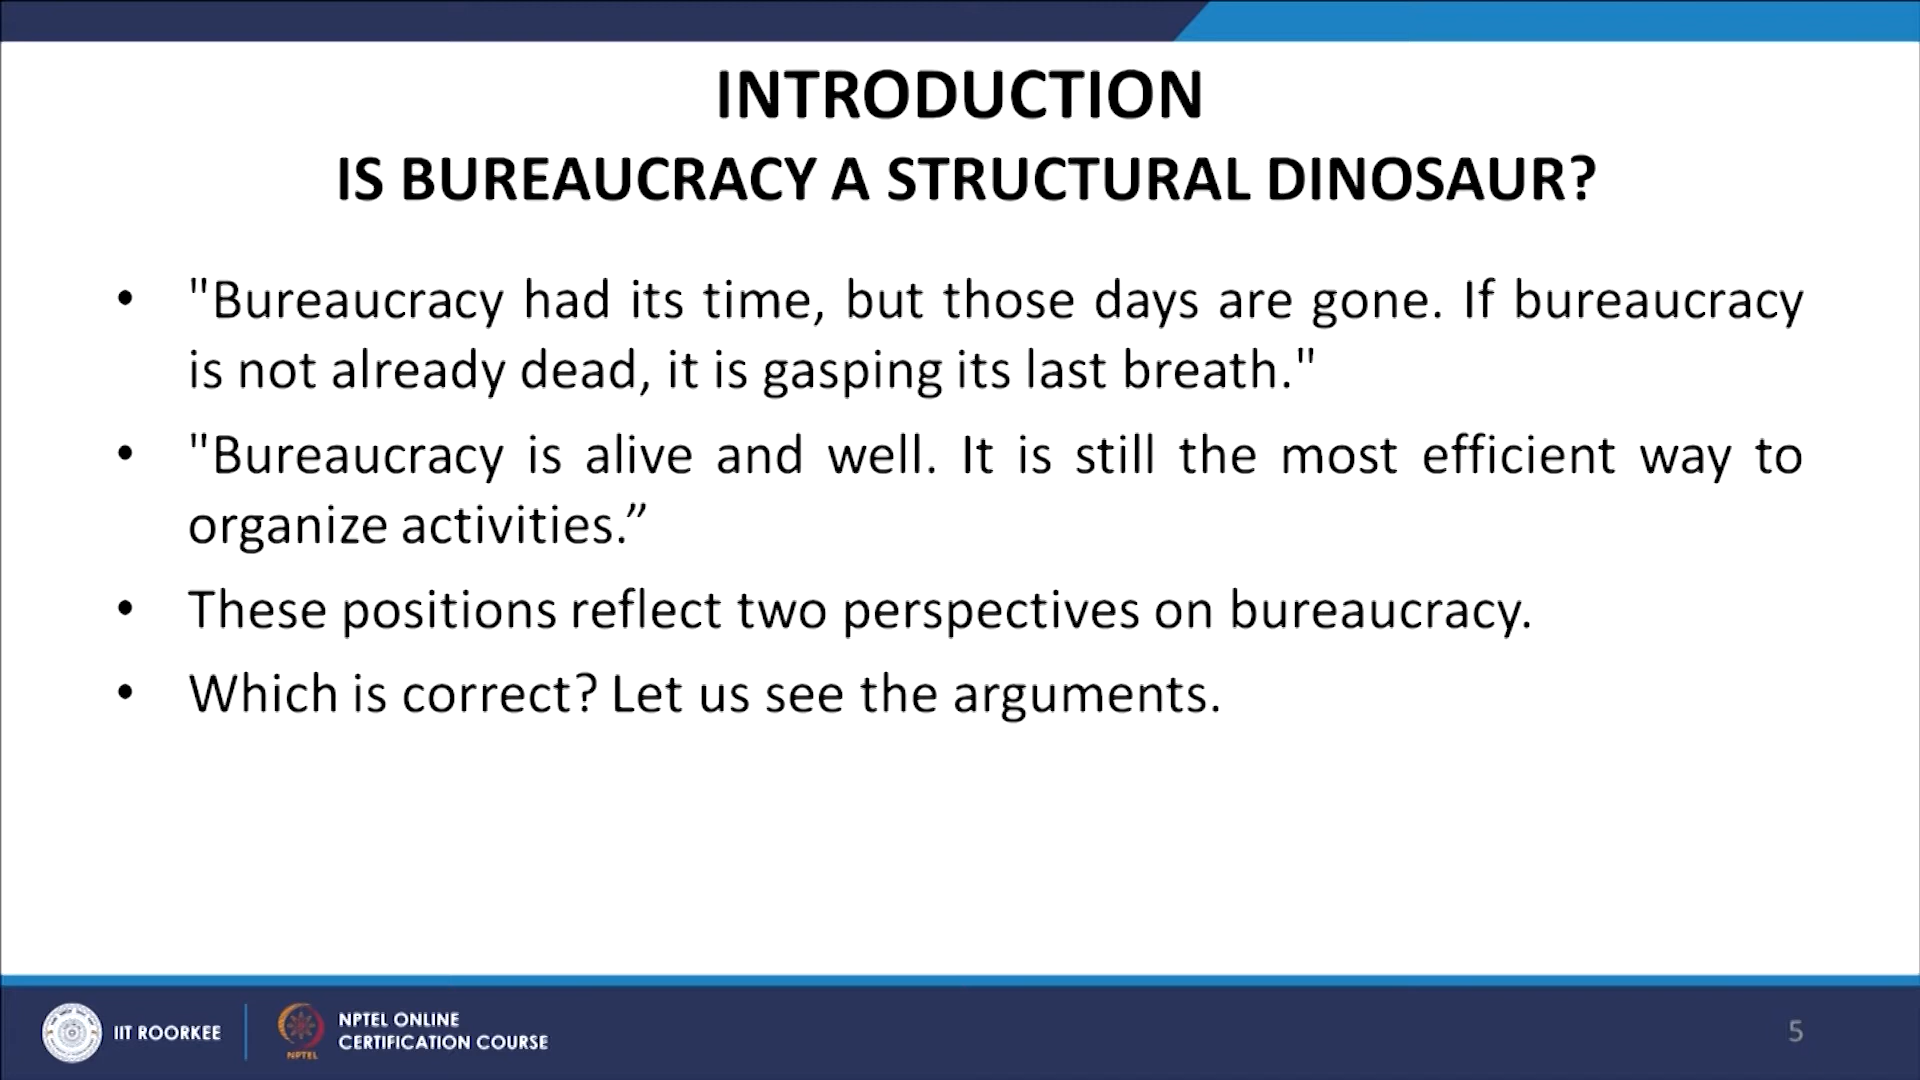 INTRODUCTION
IS BUREAUCRACY A STRUCTURAL DINOSAUR?
• "Bureaucracy had its time, but those days are gone. If bureaucracy
is not already dead, it is gasping its last breath."
• "Bureaucracy is alive and well. It is still the most efficient way to
organize activities.”
• These positions reflect two perspectives on bureaucracy.
• Which is correct? Let us see the arguments.
IIT ROORKEE
NPTEL
NPTEL ONLINE
CERTIFICATION COURSE
5